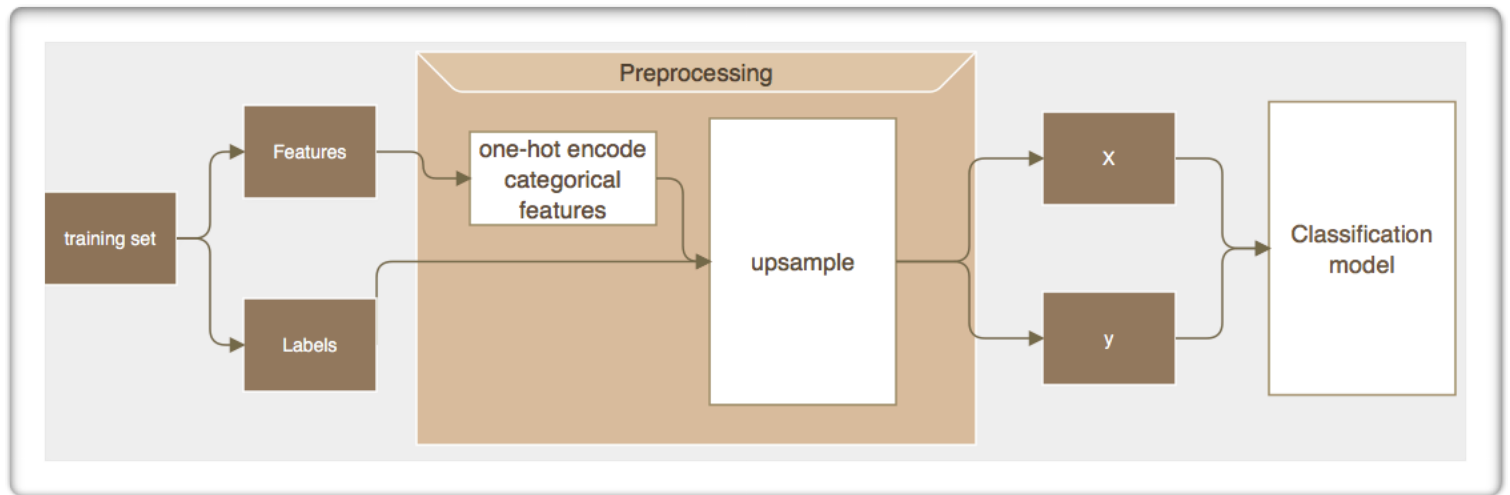 Preprocessing
Features
one-hot encode
categorical
features
training set
upsample
Labels
X
y
Classification
model